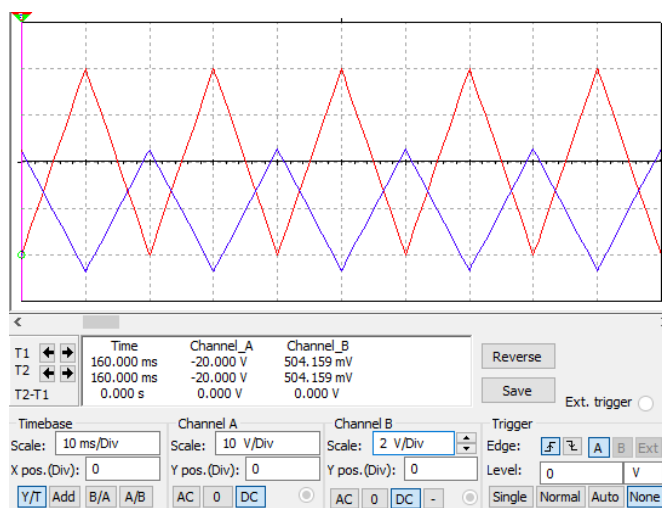 Time Channel_A Channel_B
T1 160.000 ms -20.000 V 504.159 mV
T2 160.000 ms -20.000 V 504.159 mV
T2-T1 0.000 s 0.000 V 0.000 V
Reverse
Save
Ext. trigger
Timebase
Scale: 10 ms/Div
X pos.(Div): 0
Y/T Add B/A A/B
Channel A
Scale: 10 V/Div
Y pos.(Div): 0
AC 0 DC
Channel B
Scale: 2 V/Div
Y pos.(Div): 0
AC 0 DC -
Trigger
Edge: A B Ext
Level: 0 V
Single Normal Auto None